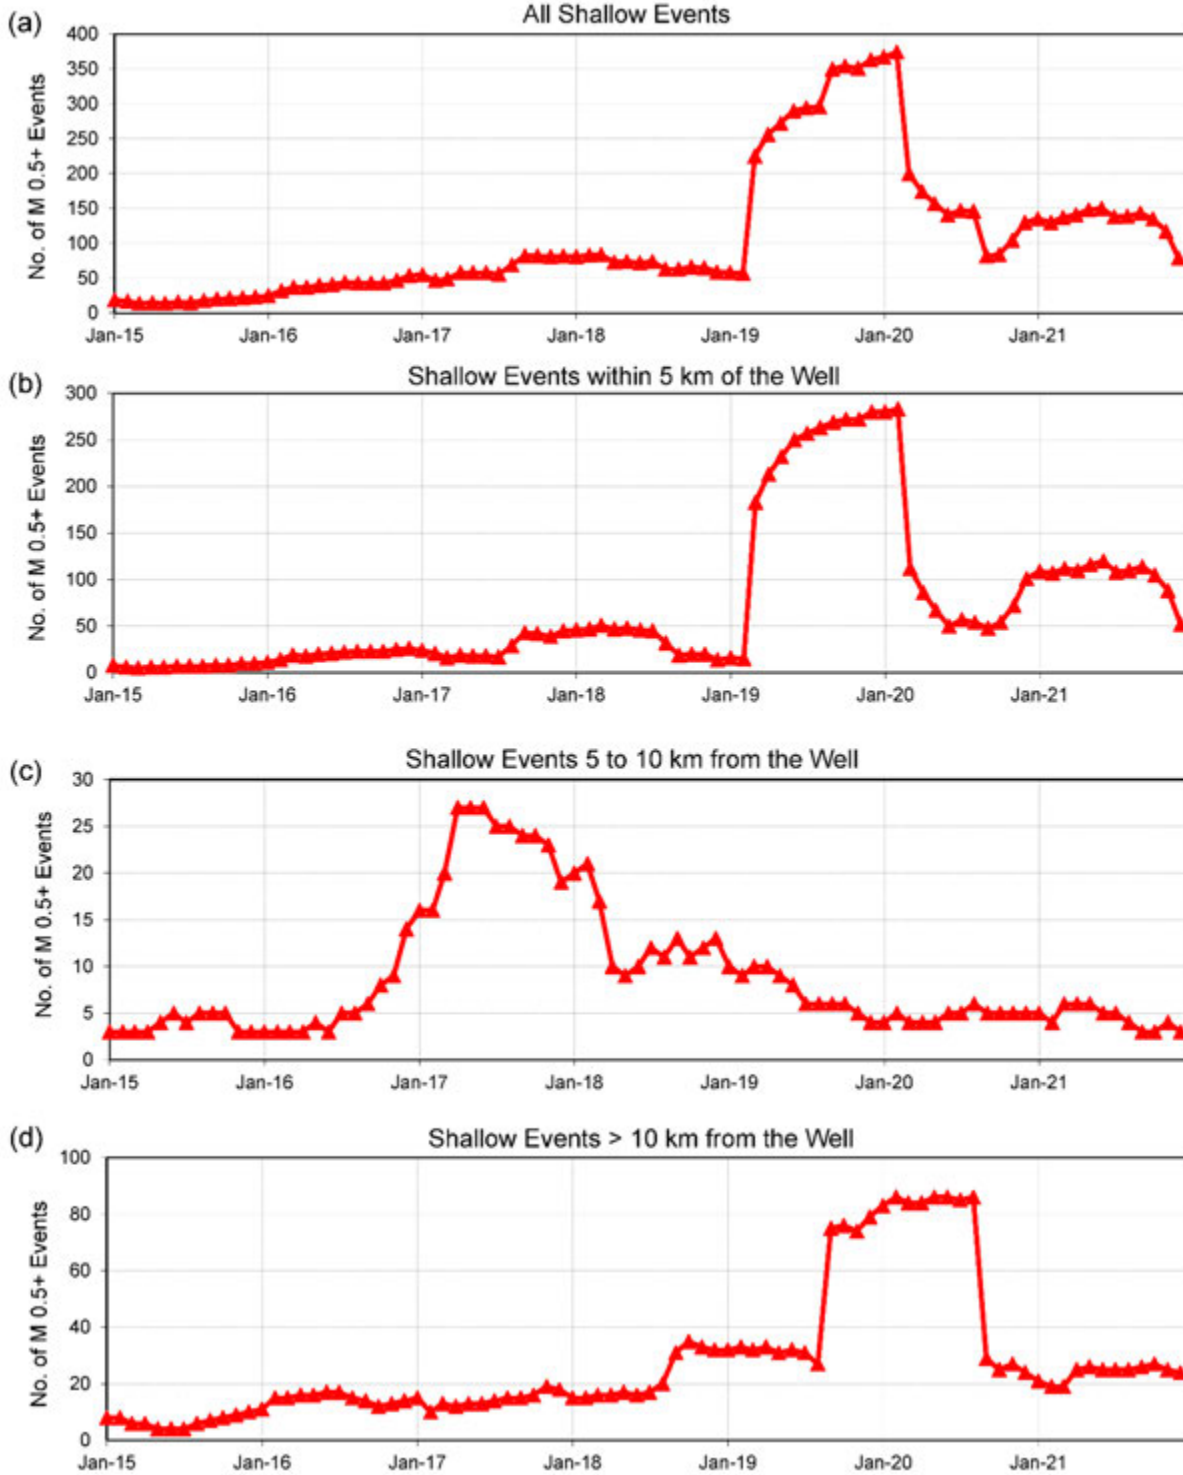 (a)
All Shallow Events
No. of M 0.5+ Events
400
350
300
250
200
150
100
50
0
Jan-15 Jan-16 Jan-17 Jan-18 Jan-19 Jan-20 Jan-21
(b)
Shallow Events within 5 km of the Well
No. of M 0.5+ Events
300
250
200
150
100
50
0
Jan-15 Jan-16 Jan-17 Jan-18 Jan-19 Jan-20 Jan-21
(c)
Shallow Events 5 to 10 km from the Well
No. of M 0.5+ Events
30
25
20
15
10
5
0
Jan-15 Jan-16 Jan-17 Jan-18 Jan-19 Jan-20 Jan-21
(d)
Shallow Events > 10 km from the Well
No. of M 0.5+ Events
100
80
60
40
20
0
Jan-15 Jan-16 Jan-17 Jan-18 Jan-19 Jan-20 Jan-21